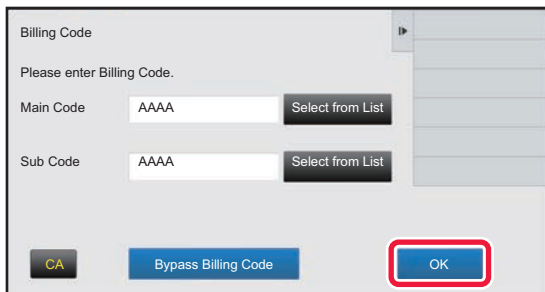 Billing Code
Please enter Billing Code.
Main Code AAAA Select from List
Sub Code AAAA Select from List
CA Bypass Billing Code OK